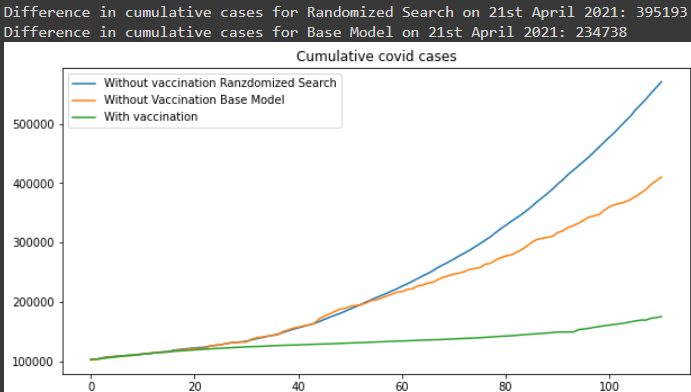 Difference in cumulative cases for Randomized Search on 21st April 2021: 395193
Difference in cumulative cases for Base Model on 21st April 2021: 234738
Cumulative covid cases
Without vaccination Ranzdomized Search
Without Vaccination Base Model
With vaccination
500000
400000
300000
200000
100000
0 20 40 60 80 100